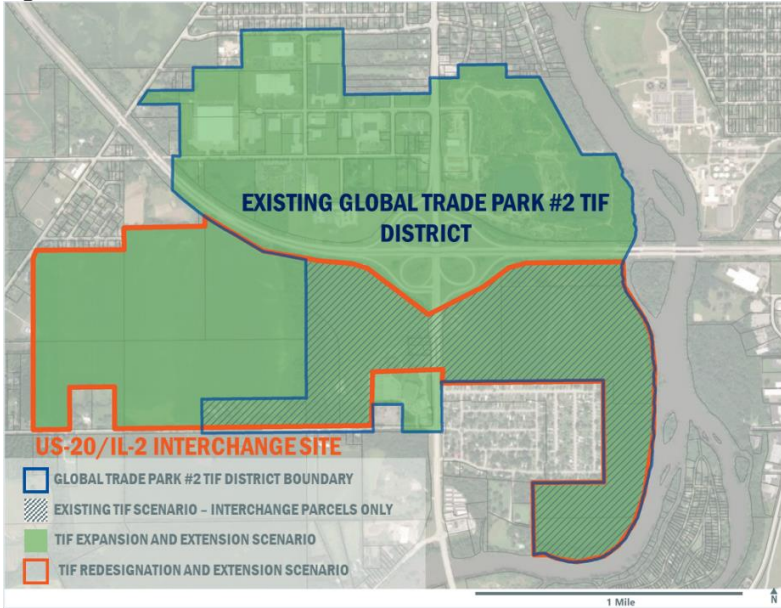 EXISTING GLOBAL TRADE PARK #2 TIF
DISTRICT
US-20/IL-2 INTERCHANGE SITE
GLOBAL TRADE PARK #2 TIF DISTRICT BOUNDARY
EXISTING TIF SCENARIO – INTERCHANGE PARCELS ONLY
TIF EXPANSION AND EXTENSION SCENARIO
TIF REDESIGNATION AND EXTENSION SCENARIO
1 Mile
N